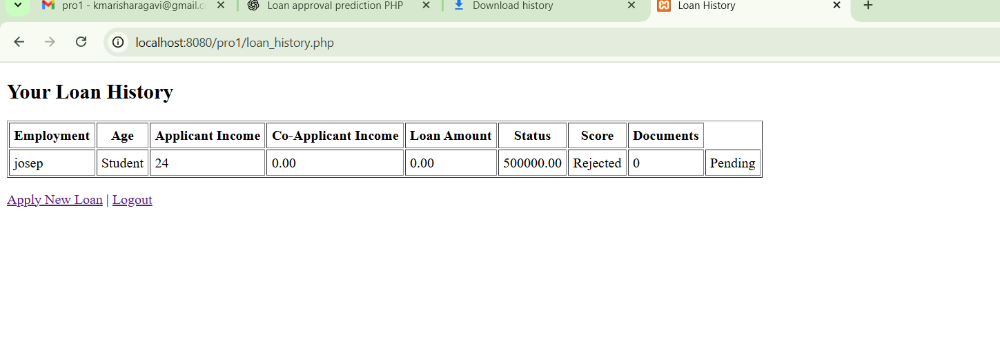 pro1 - kmarisharagavi@gmail.c
Loan approval prediction PHP
Download history
Loan History
localhost:8080/pro1/loan_history.php
Your Loan History
Employment Age Applicant Income Co-Applicant Income Loan Amount Status Score Documents
josep Student 24 0.00 0.00 500000.00 Rejected 0 Pending
Apply New Loan | Logout